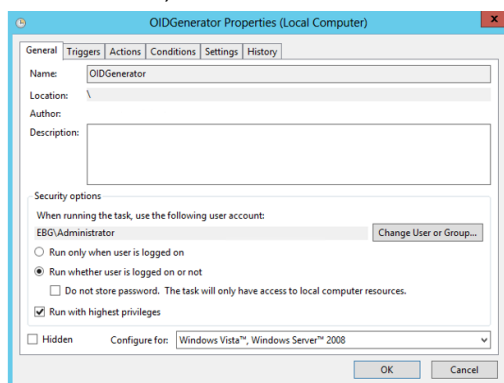 OIDGenerator Properties (Local Computer)
x
General Triggers Actions Conditions Settings History
Name: OIDGenerator
Location: \
Author:
Description:
Security options
When running the task, use the following user account:
EBG\Administrator Change User or Group...
Run only when user is logged on
Run whether user is logged on or not
Do not store password. The task will only have access to local computer resources.
Run with highest privileges
Hidden Configure for: Windows Vista™, Windows Server™ 2008
OK Cancel